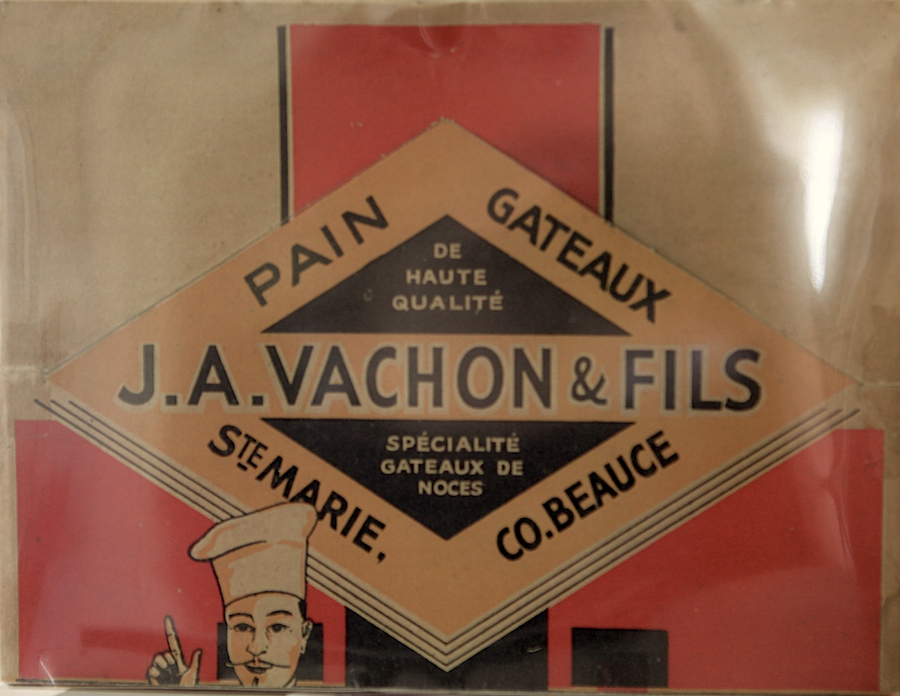 PAIN GATEAUX
DE
HAUTE
QUALITÉ
J.A.VACHON & FILS
SPÉCIALITÉ
GATEAUX DE
NOCES
STE MARIE, CO.BEAUCE